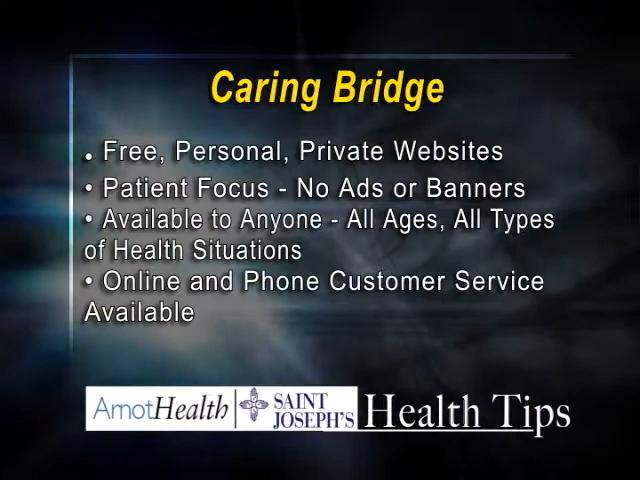 Caring Bridge
• Free, Personal, Private Websites
• Patient Focus - No Ads or Banners
• Available to Anyone - All Ages, All Types
of Health Situations
• Online and Phone Customer Service
Available
ArnotHealth SAINT JOSEPH'S Health Tips